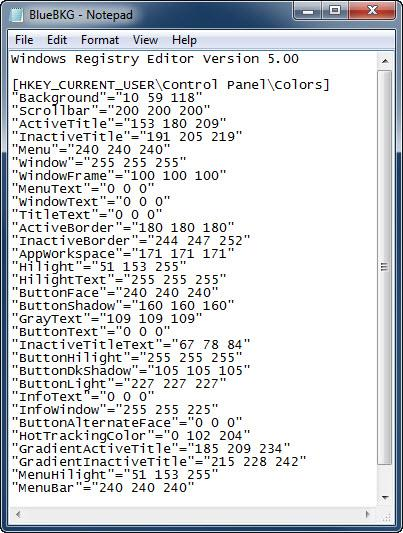 BlueBKG - Notepad
File Edit Format View Help
Windows Registry Editor Version 5.00
[HKEY_CURRENT_USER\Control Panel\Colors]
"Background"="10 59 118"
"Scrollbar"="200 200 200"
"ActiveTitle"="153 180 209"
"InactiveTitle"="191 205 219"
"Menu"="240 240 240"
"Window"="255 255 255"
"WindowFrame"="100 100 100"
"MenuText"="0 0 0"
"WindowText"="0 0 0"
"TitleText"="0 0 0"
"ActiveBorder"="180 180 180"
"InactiveBorder"="244 247 252"
"AppWorkspace"="171 171 171"
"Hilight"="51 153 255"
"HilightText"="255 255 255"
"ButtonFace"="240 240 240"
"ButtonShadow"="160 160 160"
"GrayText"="109 109 109"
"ButtonText"="0 0 0"
"InactiveTitleText"="67 78 84"
"ButtonHilight"="255 255 255"
"ButtonDkShadow"="105 105 105"
"ButtonLight"="227 227 227"
"InfoText"="0 0 0"
"InfoWindow"="255 255 225"
"ButtonAlternateFace"="0 0 0"
"HotTrackingColor"="0 102 204"
"GradientActiveTitle"="185 209 234"
"GradientInactiveTitle"="215 228 242"
"MenuHilight"="51 153 255"
"MenuBar"="240 240 240"